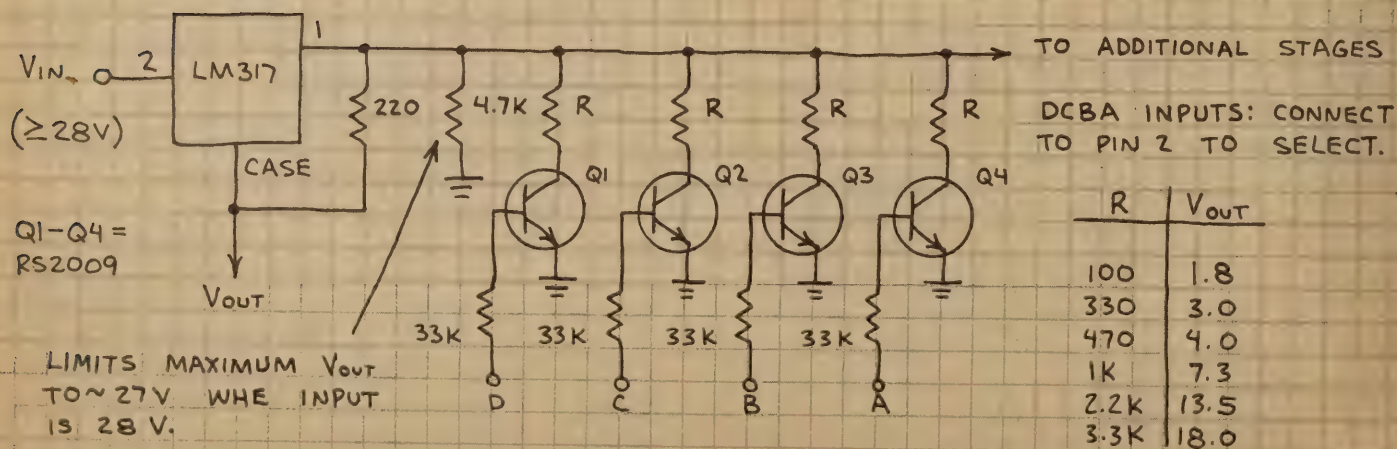 VIN
(≥28V)
2
LM317
1
CASE
VOUT
Q1-Q4 =
RS2009
220
4.7K
R
R
R
R
Q1
Q2
Q3
Q4
33K
33K
33K
33K
D
C
B
A
LIMITS MAXIMUM VOUT
TO ~ 27V WHE INPUT
IS 28 V.
TO ADDITIONAL STAGES
DCBA INPUTS: CONNECT
TO PIN 2 TO SELECT.
R VOUT
100 1.8
330 3.0
470 4.0
1K 7.3
2.2K 13.5
3.3K 18.0